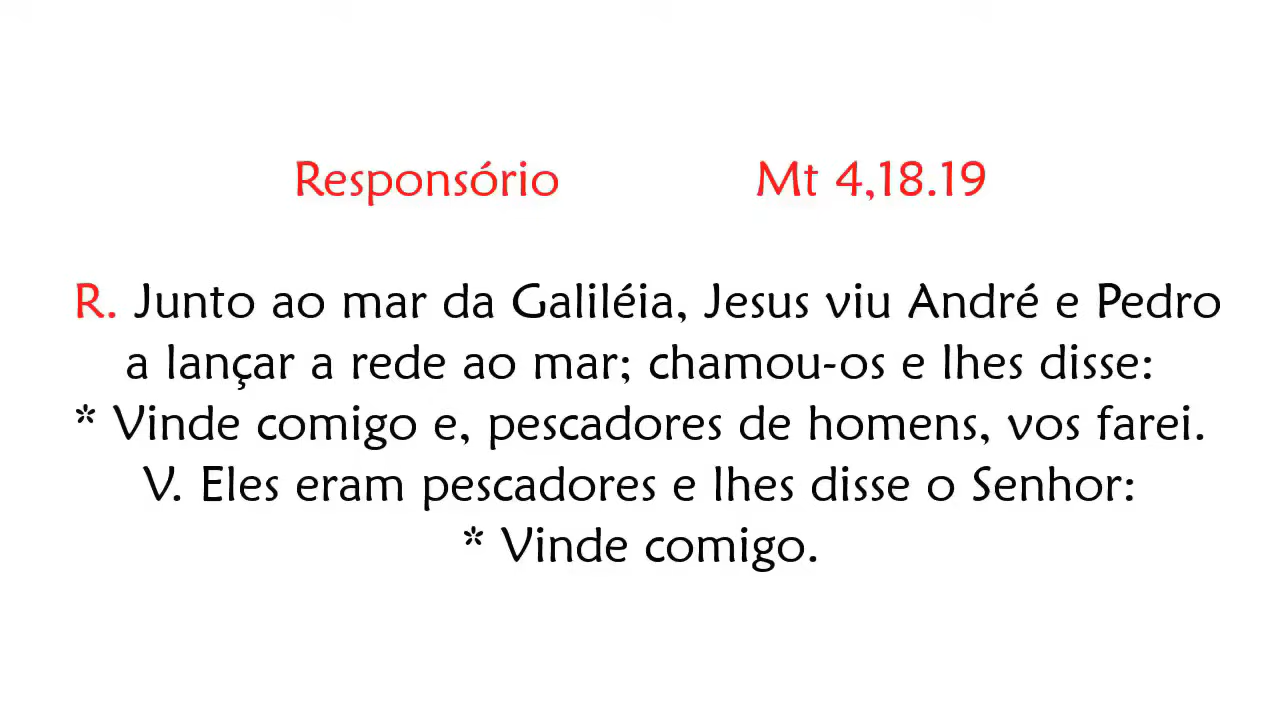 Responsório Mt 4,18.19
R. Junto ao mar da Galiléia, Jesus viu André e Pedro
a lançar a rede ao mar; chamou-os e lhes disse:
* Vinde comigo e, pescadores de homens, vos farei.
V. Eles eram pescadores e lhes disse o Senhor:
* Vinde comigo.